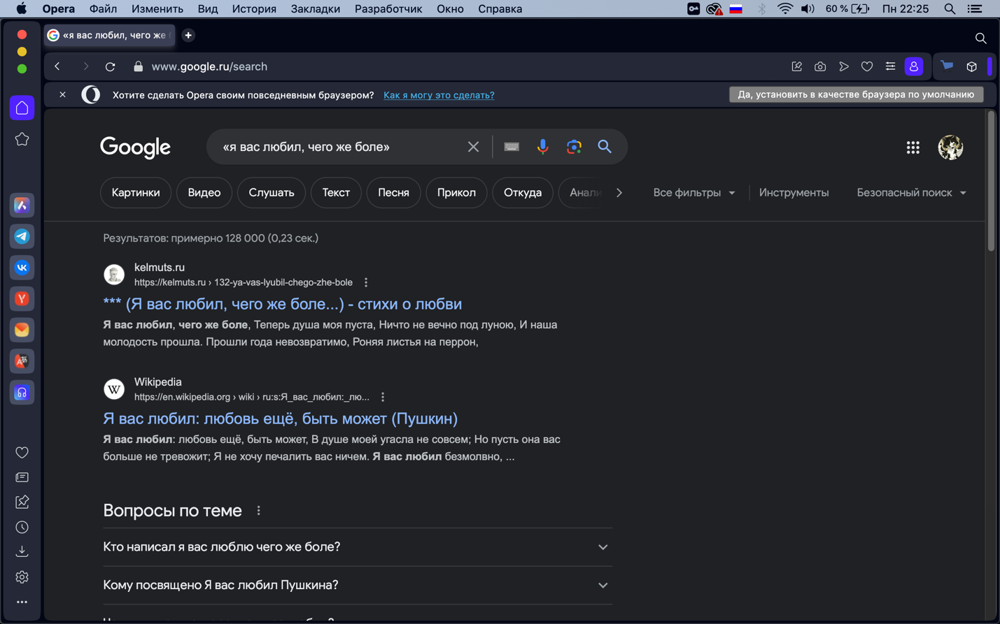 Opera Файл Изменить Вид История Закладки Разработчик Окно Справка 60 % Пн 22:25
«я вас любил, чего же
www.google.ru/search
Хотите сделать Opera своим повседневным браузером? Как я могу это сделать? Да, установить в качестве браузера по умолчанию
Google «я вас любил, чего же боле»
Картинки Видео Слушать Текст Песня Прикол Откуда Анали Все фильтры Инструменты Безопасный поиск
Результатов: примерно 128 000 (0,23 сек.)
kelmuts.ru
https://kelmuts.ru › 132-ya-vas-lyubil-chego-zhe-bole
*** (Я вас любил, чего же боле...) - стихи о любви
Я вас любил, чего же боле, Теперь душа моя пуста, Ничто не вечно под луною, И наша
молодость прошла. Прошли года невозвратимо, Роняя листья на перрон,
W Wikipedia
https://en.wikipedia.org › wiki › ru:s:Я_вас_любил:_лю...
Я вас любил: любовь ещё, быть может (Пушкин)
Я вас любил: любовь ещё, быть может, В душе моей угасла не совсем; Но пусть она вас
больше не тревожит; Я не хочу печалить вас ничем. Я вас любил безмолвно, ...
Вопросы по теме
Кто написал я вас люблю чего же боле?
Кому посвящено Я вас любил Пушкина?